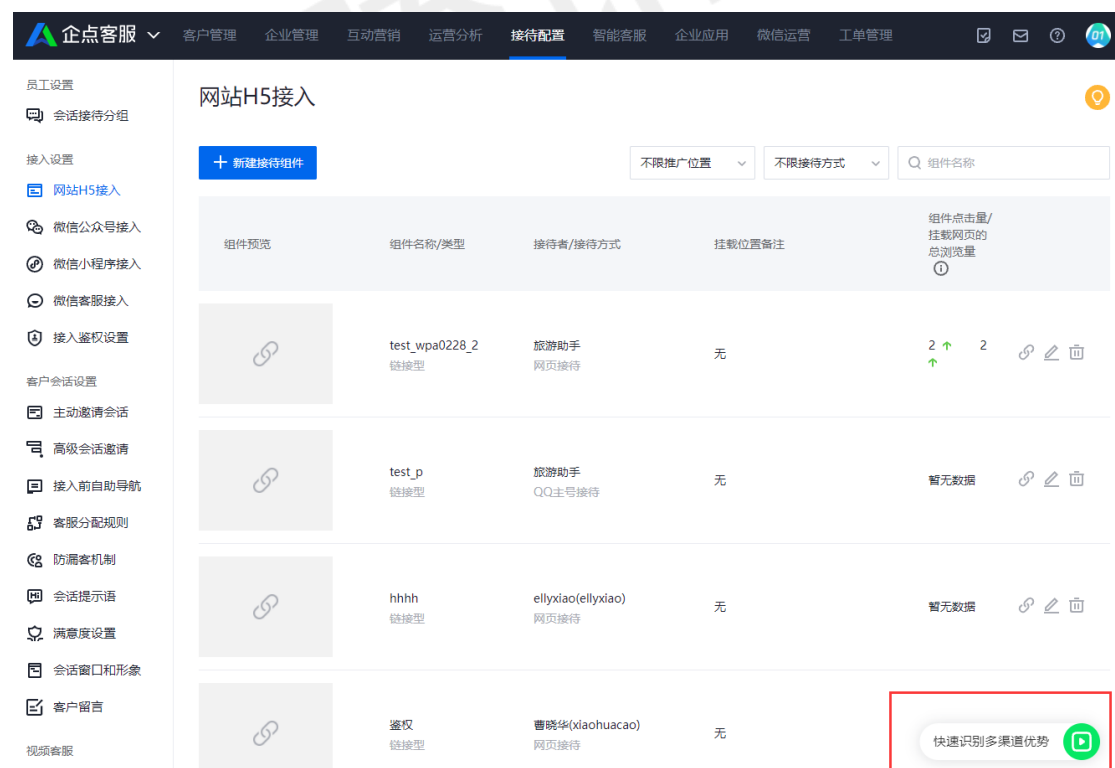 企点客服
客户管理
企业管理
互动营销
运营分析
接待配置
智能客服
企业应用
微信运营
工单管理
01
员工设置
会话接待分组
接入设置
网站H5接入
微信公众号接入
微信小程序接入
微信客服接入
接入鉴权设置
客户会话设置
主动邀请会话
高级会话邀请
接入前自助导航
客服分配规则
防漏客机制
会话提示语
满意度设置
会话窗口和形象
客户留言
视频客服
网站H5接入
新建接待组件
不限推广位置
不限接待方式
组件名称
组件预览
组件名称/类型
接待者/接待方式
挂载位置备注
组件点击量/
挂载网页的
总浏览量
test_wpa0228_2
链接型
旅游助手
网页接待
无
2 ↑ 2
↑
test_p
链接型
旅游助手
QQ主号接待
无
暂无数据
hhhh
链接型
ellyxiao(ellyxiao)
网页接待
无
暂无数据
鉴权
链接型
曹晓华(xiaohuacao)
网页接待
无
快速识别多渠道优势